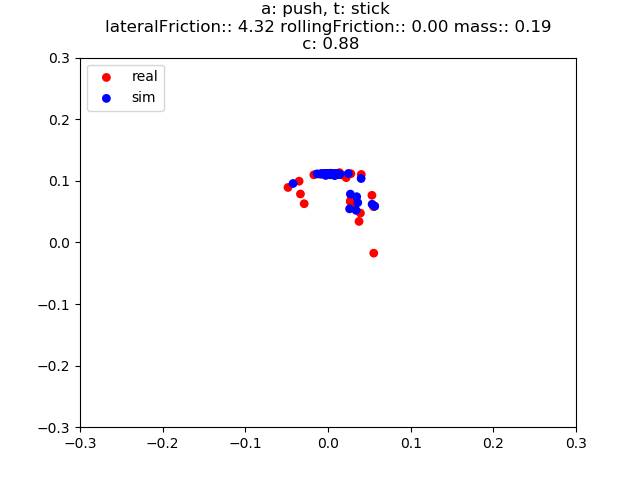 a: push, t: stick
lateralFriction:: 4.32 rollingFriction:: 0.00 mass:: 0.19
c: 0.88
real
sim
0.3
0.2
0.1
0.0
−0.1
−0.2
−0.3
−0.3 −0.2 −0.1 0.0 0.1 0.2 0.3